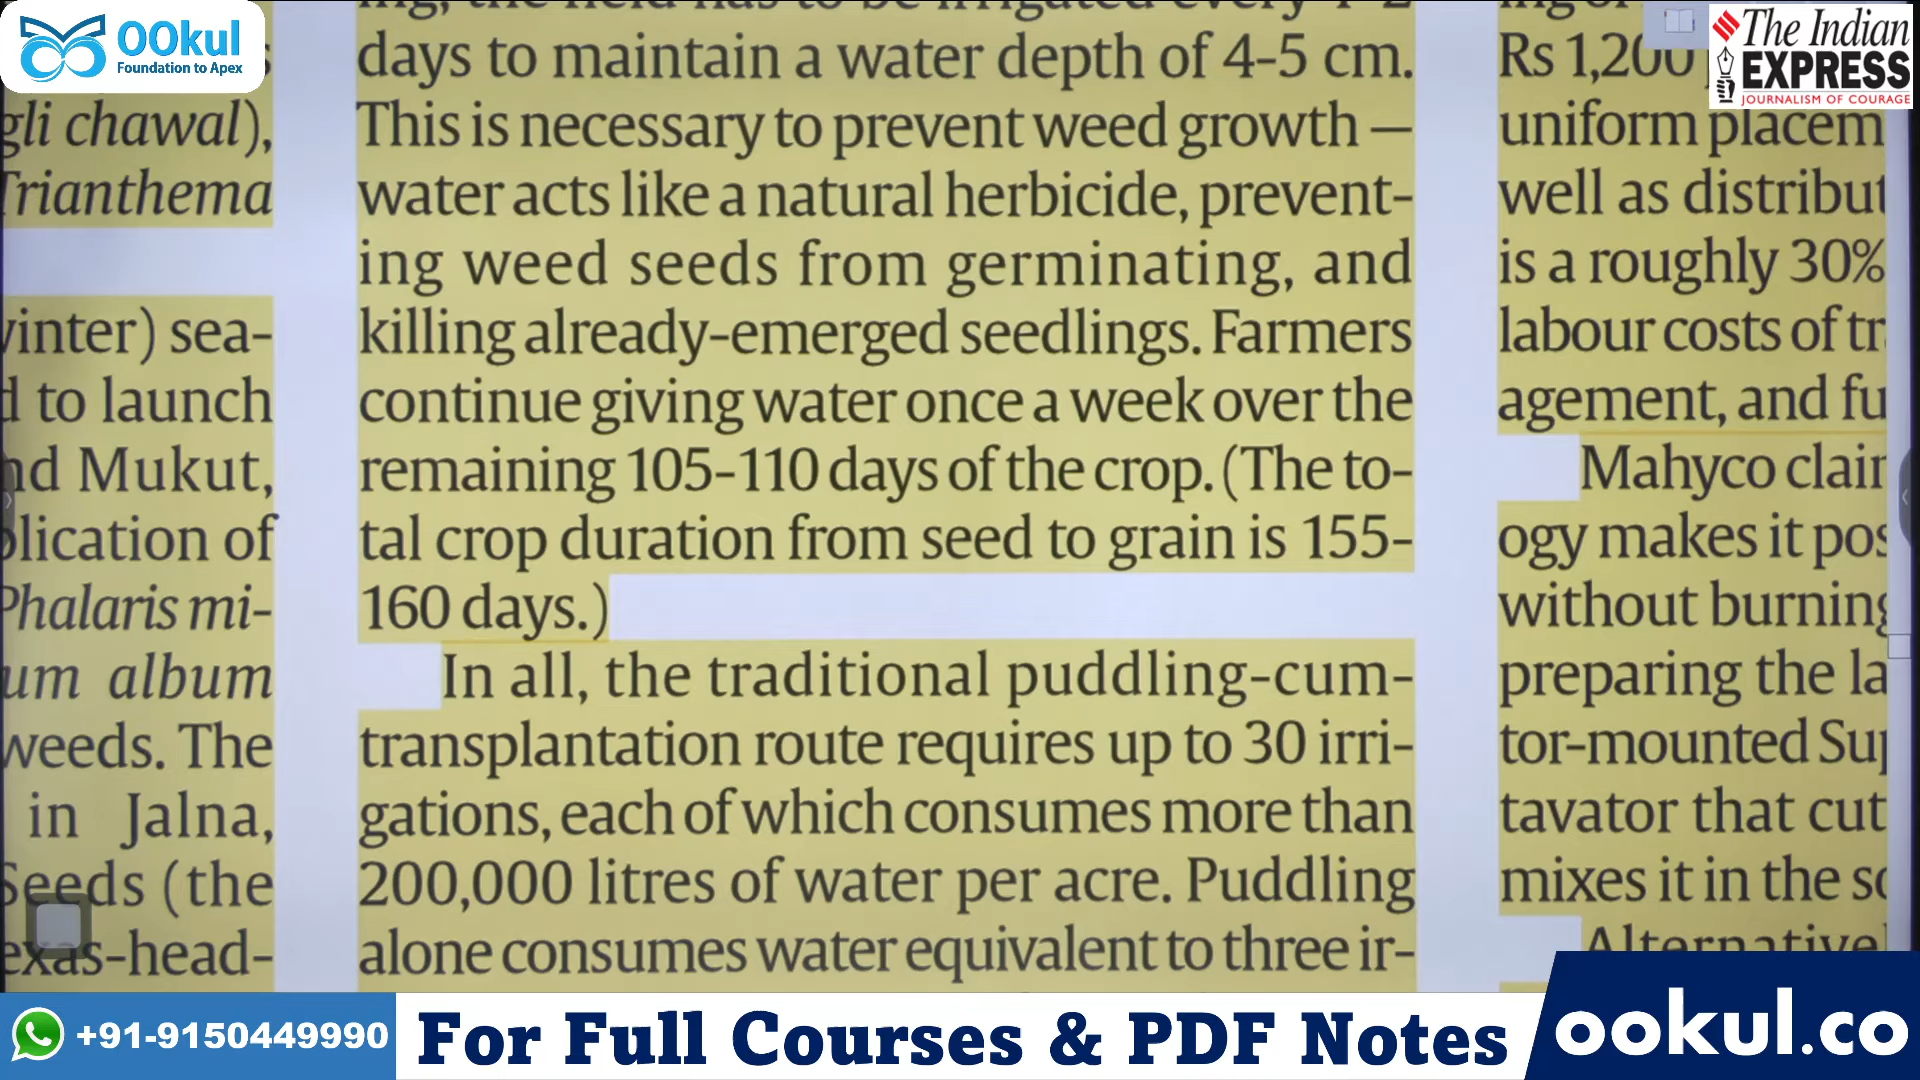 OOkul
Foundation to Apex
gli chawal),
Trianthema
winter) sea-
d to launch
nd Mukut,
plication of
Phalaris mi-
um album
weeds. The
in Jalna,
Seeds (the
exas-head-
days to maintain a water depth of 4-5 cm.
This is necessary to prevent weed growth —
water acts like a natural herbicide, prevent-
ing weed seeds from germinating, and
killing already-emerged seedlings. Farmers
continue giving water once a week over the
remaining 105-110 days of the crop. (The to-
tal crop duration from seed to grain is 155-
160 days.)
In all, the traditional puddling-cum-
transplantation route requires up to 30 irri-
gations, each of which consumes more than
200,000 litres of water per acre. Puddling
alone consumes water equivalent to three ir-
The Indian
EXPRESS
JOURNALISM OF COURAGE
Rs 1,200
uniform placem
well as distribut
is a roughly 30%
labour costs of tr
agement, and fu
Mahyco clair
ogy makes it pos
without burning
preparing the la
tor-mounted Sup
tavator that cut
mixes it in the so
Alternative
+91-9150449990
For Full Courses & PDF Notes
ookul.co